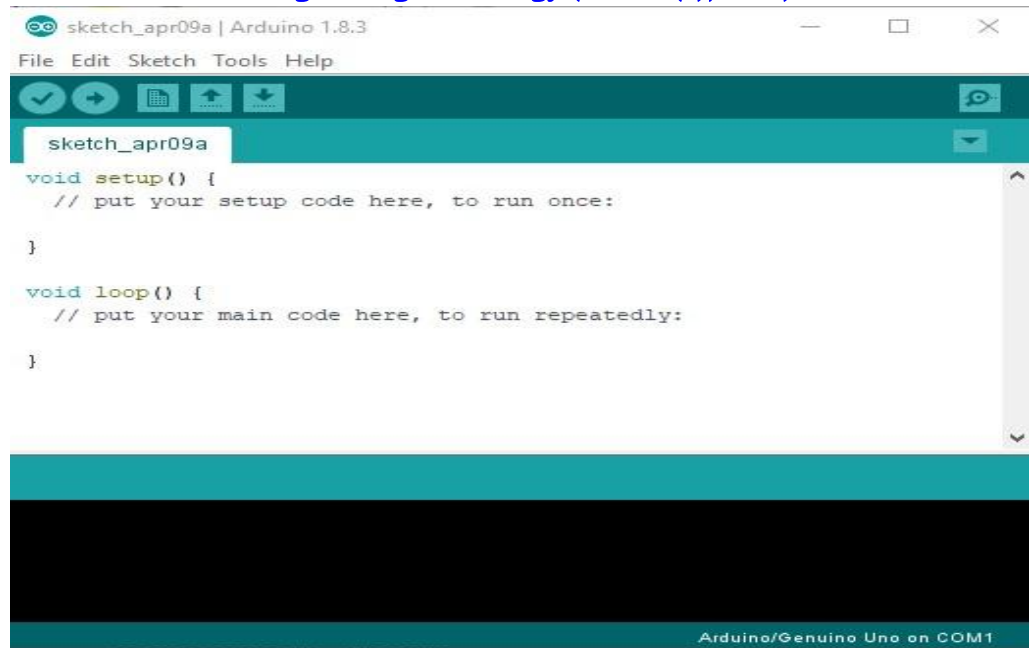 sketch_apr09a | Arduino 1.8.3
File Edit Sketch Tools Help
sketch_apr09a
void setup() {
  // put your setup code here, to run once:
}
void loop() {
  // put your main code here, to run repeatedly:
}
Arduino/Genuino Uno on COM1